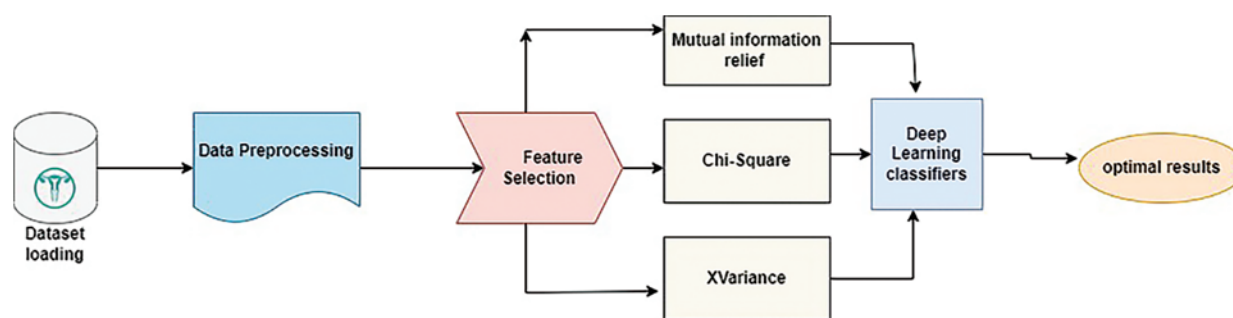 Dataset
loading
Data Preprocessing
Feature
Selection
Mutual information
relief
Chi-Square
XVariance
Deep
Learning
classifiers
optimal results